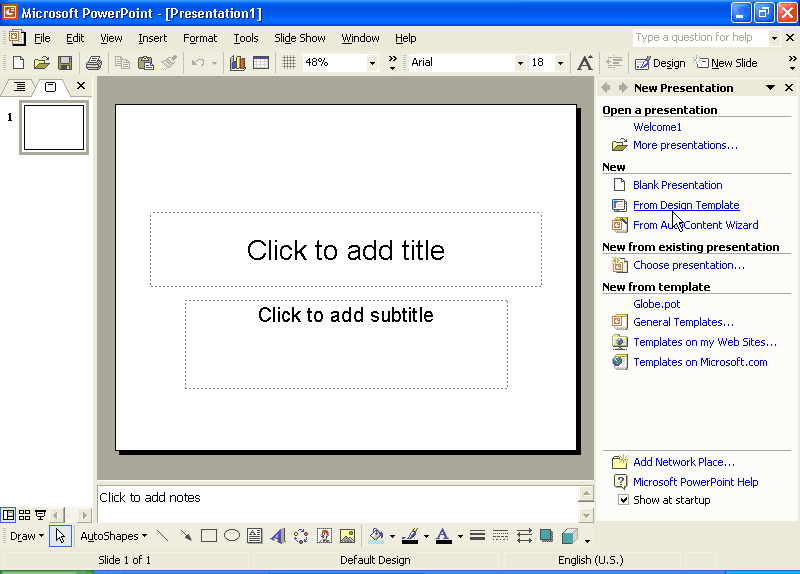 Microsoft PowerPoint - [Presentation1]
File Edit View Insert Format Tools Slide Show Window Help Type a question for help
48% Arial 18 A Design New Slide
New Presentation
1
Open a presentation
Welcome1
More presentations...
New
Blank Presentation
From Design Template
From AutoContent Wizard
New from existing presentation
Choose presentation...
New from template
Globe.pot
General Templates...
Templates on my Web Sites...
Templates on Microsoft.com
Click to add title
Click to add subtitle
Add Network Place...
Microsoft PowerPoint Help
Show at startup
Click to add notes
Draw AutoShapes A A
Slide 1 of 1 Default Design English (U.S.)